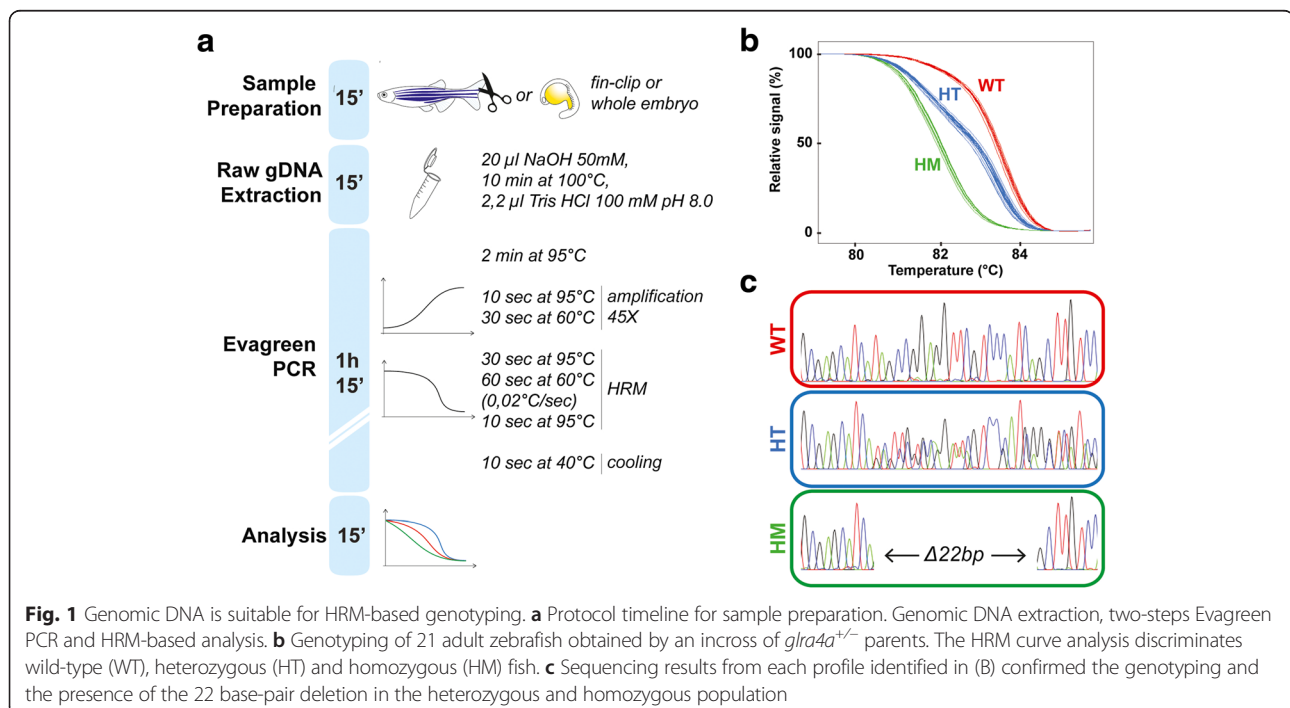 a
Sample
Preparation
15’
or
fin-clip or
whole embryo
Raw gDNA
Extraction
15’
20 µl NaOH 50mM,
10 min at 100°C,
2,2 µl Tris HCl 100 mM pH 8.0
Evagreen
PCR
1h
15’
2 min at 95°C
10 sec at 95°C
30 sec at 60°C
amplification
45X
30 sec at 95°C
60 sec at 60°C
(0,02°C/sec)
10 sec at 95°C
HRM
10 sec at 40°C
cooling
Analysis
15’
b
Relative signal (%)
100
50
0
WT
HT
HM
80
82
84
Temperature (°C)
c
WT
HT
HM
Δ22bp
Fig. 1 Genomic DNA is suitable for HRM-based genotyping. a Protocol timeline for sample preparation. Genomic DNA extraction, two-steps Evagreen
PCR and HRM-based analysis. b Genotyping of 21 adult zebrafish obtained by an incross of glra4a+/− parents. The HRM curve analysis discriminates
wild-type (WT), heterozygous (HT) and homozygous (HM) fish. c Sequencing results from each profile identified in (B) confirmed the genotyping and
the presence of the 22 base-pair deletion in the heterozygous and homozygous population